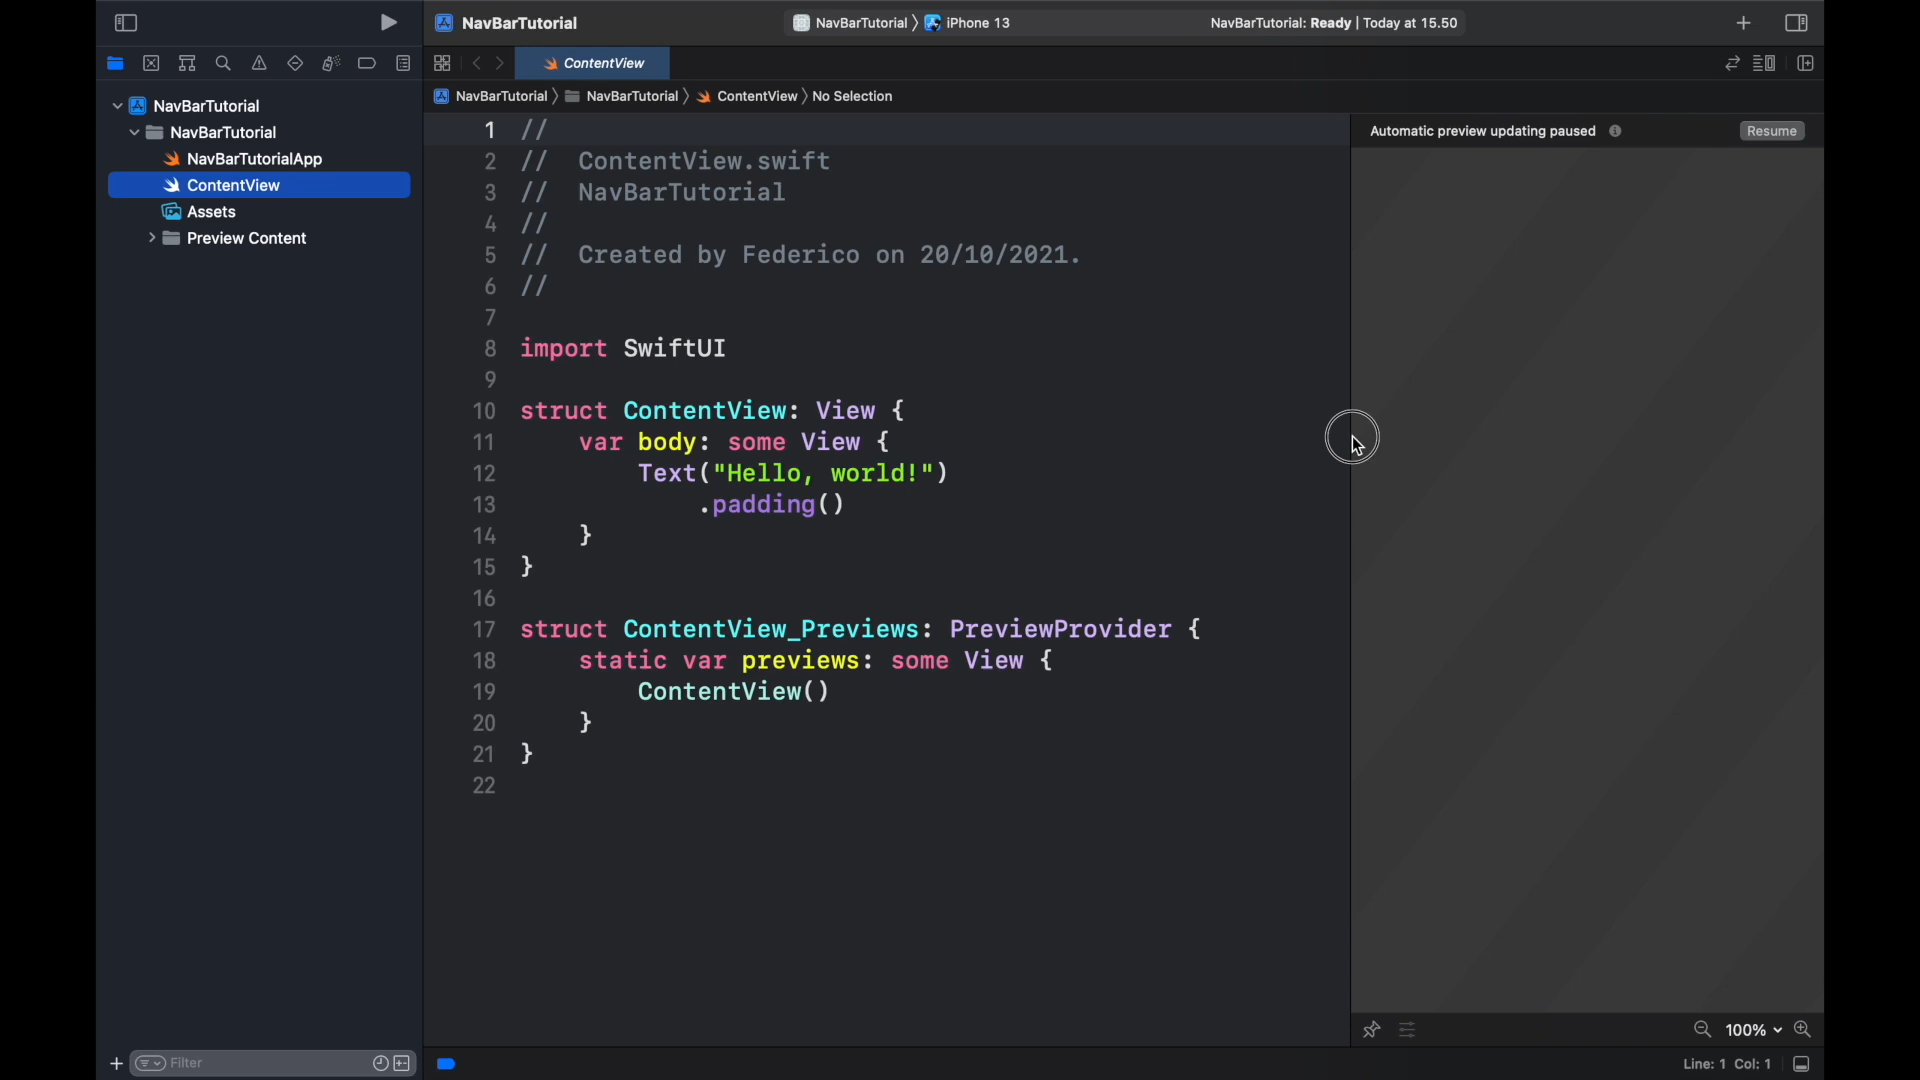 NavBarTutorial
NavBarTutorial 〉 iPhone 13
NavBarTutorial: Ready | Today at 15.50
ContentView
NavBarTutorial 〉 NavBarTutorial 〉 ContentView 〉 No Selection
NavBarTutorial
NavBarTutorial
NavBarTutorialApp
ContentView
Assets
Preview Content
Filter
1 //
2 //  ContentView.swift
3 //  NavBarTutorial
4 //
5 //  Created by Federico on 20/10/2021.
6 //
7
8 import SwiftUI
9
10 struct ContentView: View {
11     var body: some View {
12         Text("Hello, world!")
13             .padding()
14     }
15 }
16
17 struct ContentView_Previews: PreviewProvider {
18     static var previews: some View {
19         ContentView()
20     }
21 }
22
Automatic preview updating paused
Resume
100%
Line: 1 Col: 1